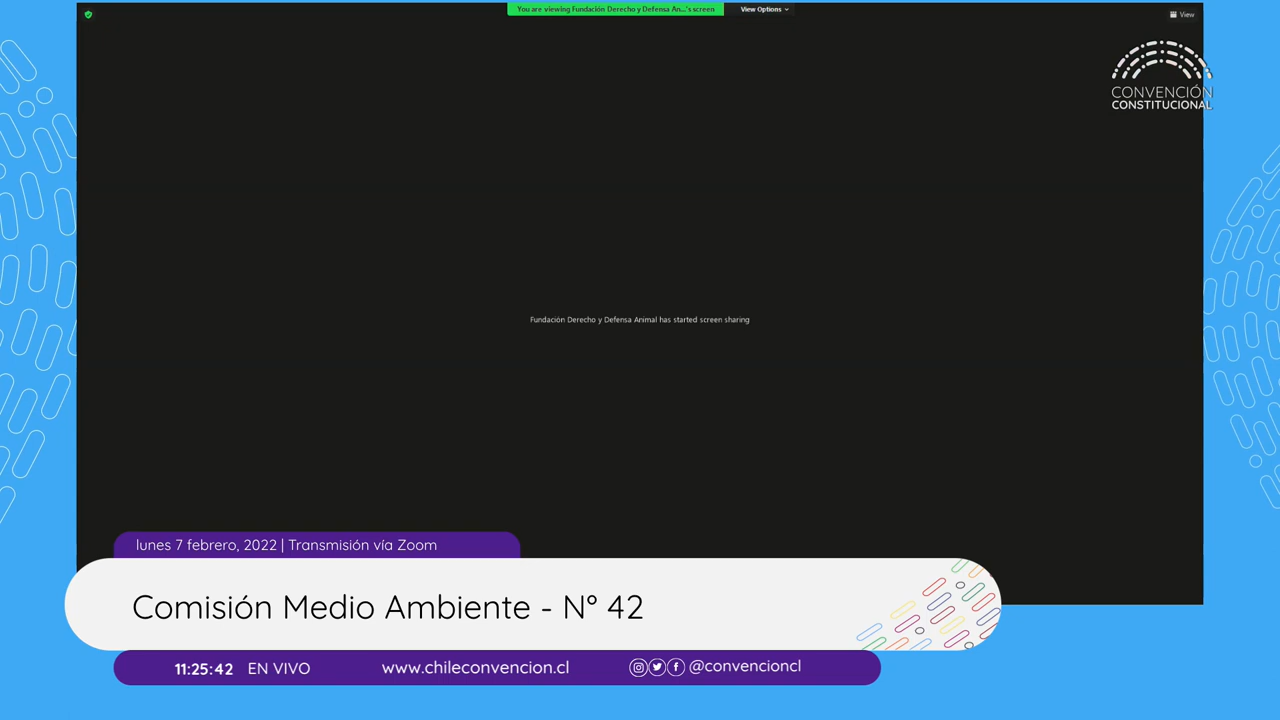 You are viewing Fundación Derecho y Defensa An...'s screen
View Options
View
CONVENCIÓN
CONSTITUCIONAL
Fundación Derecho y Defensa Animal has started screen sharing
lunes 7 febrero, 2022 | Transmisión vía Zoom
Comisión Medio Ambiente - N° 42
11:25:42 EN VIVO www.chileconvencion.cl @convencioncl